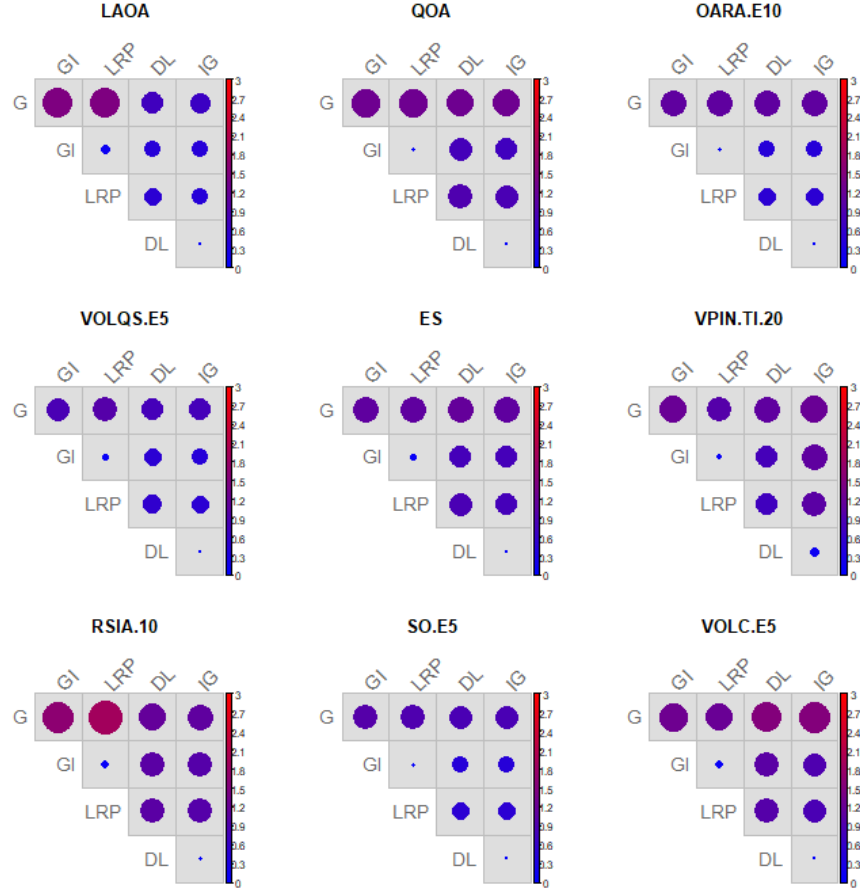 LAOA
GI LRP DL IG
G
GI
LRP
DL
3
2.7
2.4
2.1
1.8
1.5
1.2
0.9
0.6
0.3
0
QOA
GI LRP DL IG
G
GI
LRP
DL
3
2.7
2.4
2.1
1.8
1.5
1.2
0.9
0.6
0.3
0
OARA.E10
GI LRP DL IG
G
GI
LRP
DL
3
2.7
2.4
2.1
1.8
1.5
1.2
0.9
0.6
0.3
0
VOLQS.E5
GI LRP DL IG
G
GI
LRP
DL
3
2.7
2.4
2.1
1.8
1.5
1.2
0.9
0.6
0.3
0
ES
GI LRP DL IG
G
GI
LRP
DL
3
2.7
2.4
2.1
1.8
1.5
1.2
0.9
0.6
0.3
0
VPIN.TI.20
GI LRP DL IG
G
GI
LRP
DL
3
2.7
2.4
2.1
1.8
1.5
1.2
0.9
0.6
0.3
0
RSIA.10
GI LRP DL IG
G
GI
LRP
DL
3
2.7
2.4
2.1
1.8
1.5
1.2
0.9
0.6
0.3
0
SO.E5
GI LRP DL IG
G
GI
LRP
DL
3
2.7
2.4
2.1
1.8
1.5
1.2
0.9
0.6
0.3
0
VOLC.E5
GI LRP DL IG
G
GI
LRP
DL
3
2.7
2.4
2.1
1.8
1.5
1.2
0.9
0.6
0.3
0